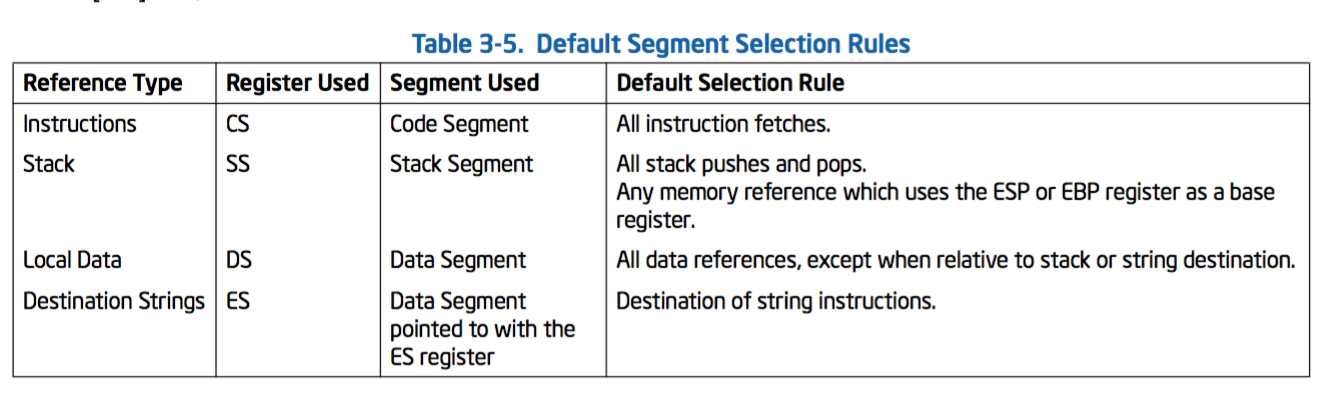 Table 3-5. Default Segment Selection Rules
Reference Type Register Used Segment Used Default Selection Rule
Instructions CS Code Segment All instruction fetches.
Stack SS Stack Segment All stack pushes and pops.
Any memory reference which uses the ESP or EBP register as a base
register.
Local Data DS Data Segment All data references, except when relative to stack or string destination.
Destination Strings ES Data Segment Destination of string instructions.
pointed to with the
ES register